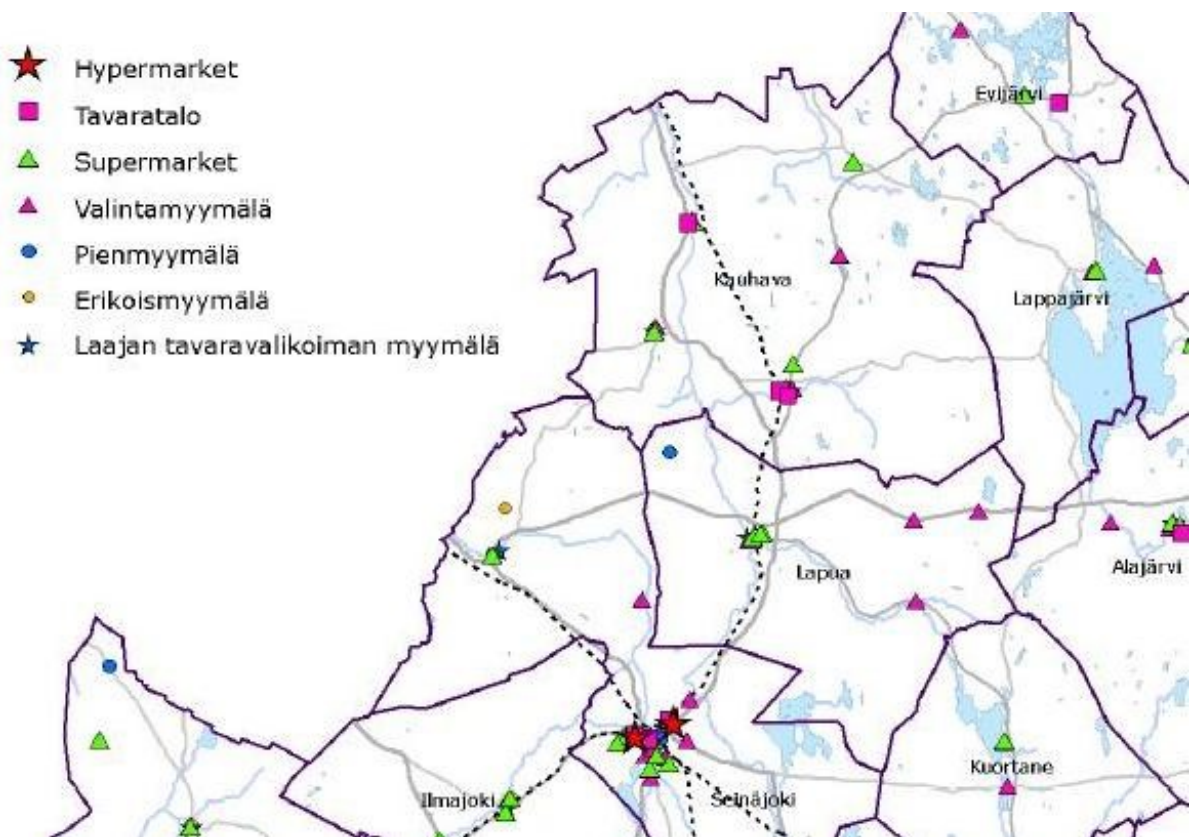 Hypermarket
Tavaratalo
Supermarket
Valintamyymälä
Pienmyymälä
Erikoismyymälä
Laajan tavaravalikoiman myymälä
Evijärvi
Kauhava
Lappajärvi
Lapua
Alajärvi
Kuortane
Ilmajoki
Seinäjoki